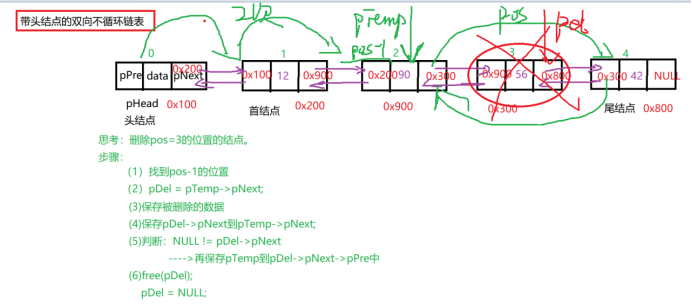 带头结点的双向不循环链表
pTemp
pos
pos-1
0
1
2
3
4
pPre data pNext
0x200
0x100 12 0x900
0x200 90 0x300
0x900 56 0x800
0x300 42 NULL
pHead 0x100
头结点
首结点 0x200
0x900
0x300
尾结点 0x800
思考：删除pos=3的位置的结点。
步骤：
(1）找到pos-1的位置
(2）pDel = pTemp->pNext;
(3)保存被删除的数据
(4)保存pDel->pNext到pTemp->pNext;
(5)判断：NULL != pDel->pNext
---->再保存pTemp到pDel->pNext->pPre中
(6)free(pDel);
pDel = NULL;